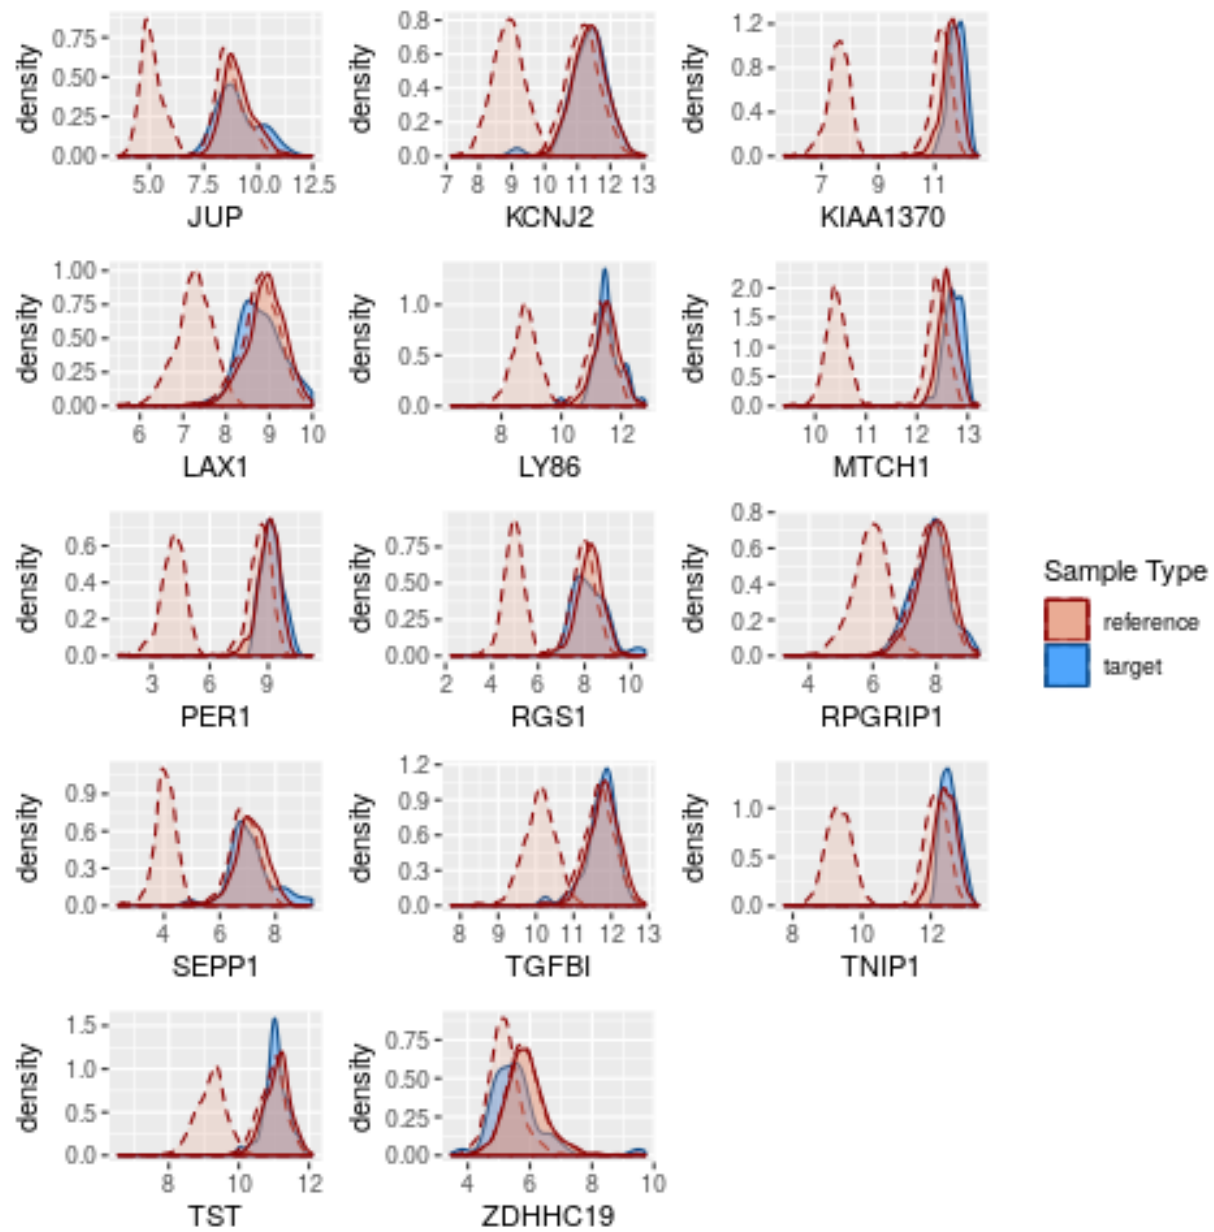 density
0.75
0.50
0.25
0.00
5.0 7.5 10.0 12.5
JUP
density
0.8
0.6
0.4
0.2
0.0
7 8 9 10 11 12 13
KCNJ2
density
1.2
0.8
0.4
0.0
7 9 11
KIAA1370
density
1.00
0.75
0.50
0.25
0.00
6 7 8 9 10
LAX1
density
1.0
0.5
0.0
8 10 12
LY86
density
2.0
1.5
1.0
0.5
0.0
10 11 12 13
MTCH1
density
0.6
0.4
0.2
0.0
3 6 9
PER1
density
0.75
0.50
0.25
0.00
2 4 6 8 10
RGS1
density
0.8
0.6
0.4
0.2
0.0
4 6 8
RPGRIP1
Sample Type
reference
target
density
0.9
0.6
0.3
0.0
4 6 8
SEPP1
density
1.2
0.9
0.6
0.3
0.0
8 9 10 11 12 13
TGFBI
density
1.0
0.5
0.0
8 10 12
TNIP1
density
1.5
1.0
0.5
0.0
8 10 12
TST
density
0.75
0.50
0.25
0.00
4 6 8 10
ZDHHC19